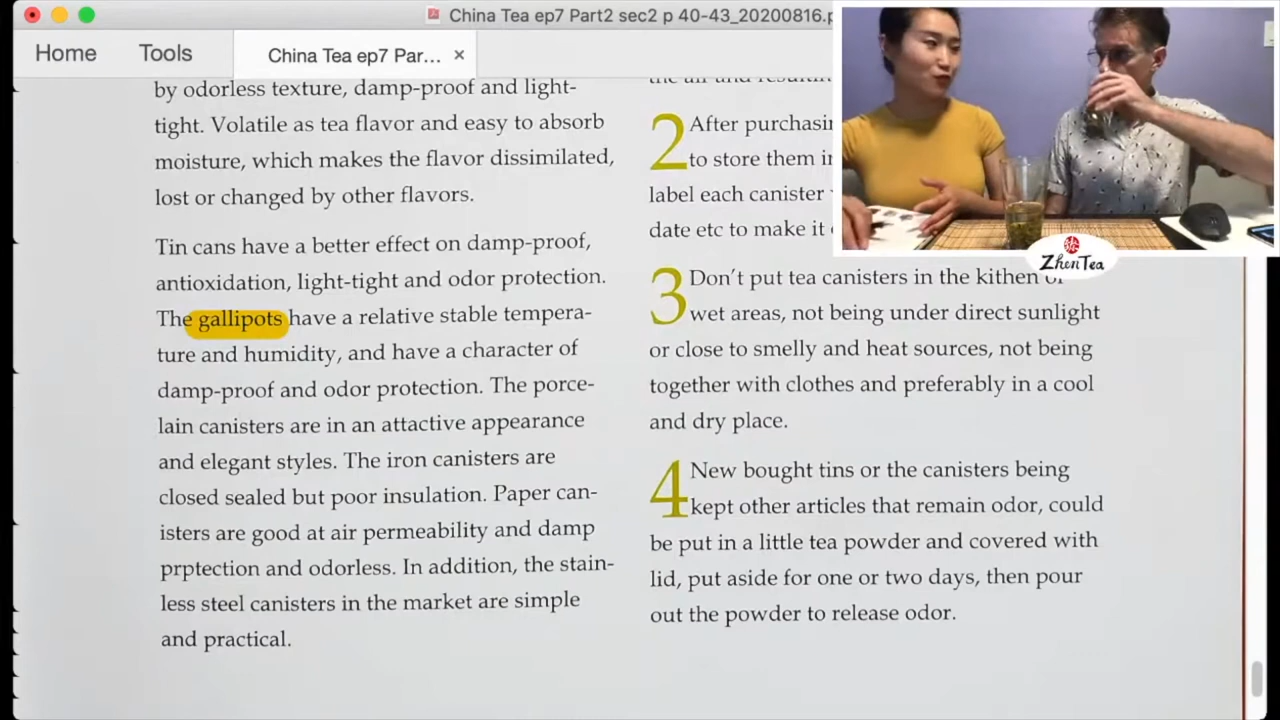 China Tea ep7 Part2 sec2 p 40-43_20200816.p
Home
Tools
China Tea ep7 Par...
×
by odorless texture, damp-proof and light-
tight. Volatile as tea flavor and easy to absorb
moisture, which makes the flavor dissimilated,
lost or changed by other flavors.
Tin cans have a better effect on damp-proof,
antioxidation, light-tight and odor protection.
The gallipots have a relative stable tempera-
ture and humidity, and have a character of
damp-proof and odor protection. The porce-
lain canisters are in an attactive appearance
and elegant styles. The iron canisters are
closed sealed but poor insulation. Paper can-
isters are good at air permeability and damp
prptection and odorless. In addition, the stain-
less steel canisters in the market are simple
and practical.
the air and
2 After purchasin
to store them in
label each canister
date etc to make it
3 Don't put tea canisters in the kithen or
wet areas, not being under direct sunlight
or close to smelly and heat sources, not being
together with clothes and preferably in a cool
and dry place.
4 New bought tins or the canisters being
kept other articles that remain odor, could
be put in a little tea powder and covered with
lid, put aside for one or two days, then pour
out the powder to release odor.
ZhenTea